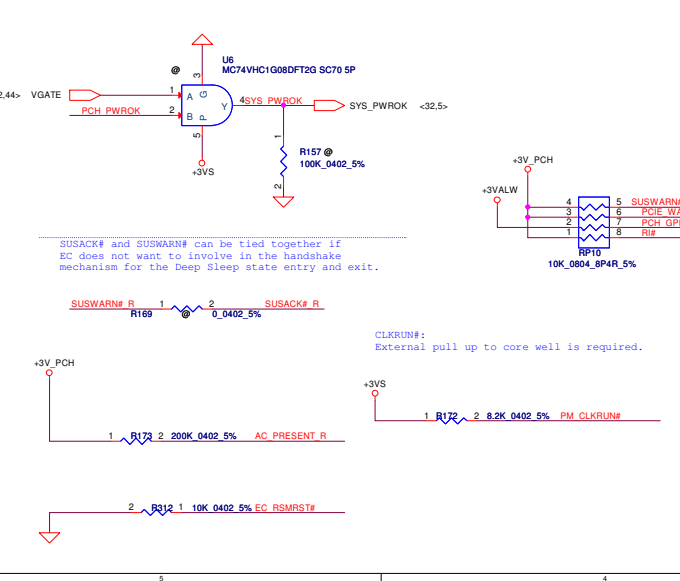 U6
MC74VHC1G08DFT2G SC70 5P
@
3
2,44> VGATE 1 A G 4 SYS_PWROK
Y SYS_PWROK <32,5>
PCH_PWROK 2 B P
5
+3VS
1
R157 @
100K_0402_5%
2
+3V_PCH
+3VALW
4 5 SUSWARN#
3 6
2 7
1 8 RI#
RP10
10K_0804_8P4R_5%
SUSACK# and SUSWARN# can be tied together if
EC does not want to involve in the handshake
mechanism for the Deep Sleep state entry and exit.
SUSWARN#_R 1 2 SUSACK#_R
R169 @ 0_0402_5%
CLKRUN#:
External pull up to core well is required.
+3V_PCH
+3VS
1 R172 2 8.2K_0402_5% PM_CLKRUN#
1 R173 2 200K_0402_5% AC_PRESENT_R
2 R312 1 10K_0402_5% EC_RSMRST#
5 4